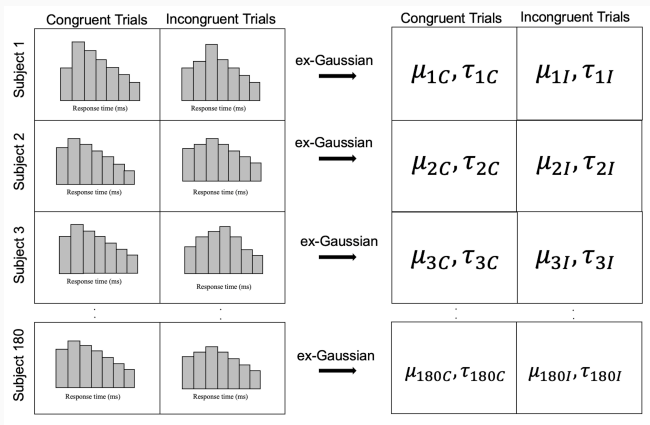 Congruent Trials Incongruent Trials Congruent Trials Incongruent Trials
Subject 1
Response time (ms) Response time (ms)
ex-Gaussian
μ1C, τ1C μ1I, τ1I
Subject 2
Response time (ms) Response time (ms)
ex-Gaussian
μ2C, τ2C μ2I, τ2I
Subject 3
Response time (ms) Response time (ms)
ex-Gaussian
μ3C, τ3C μ3I, τ3I
Subject 180
Response time (ms) Response time (ms)
ex-Gaussian
μ180C, τ180C μ180I, τ180I